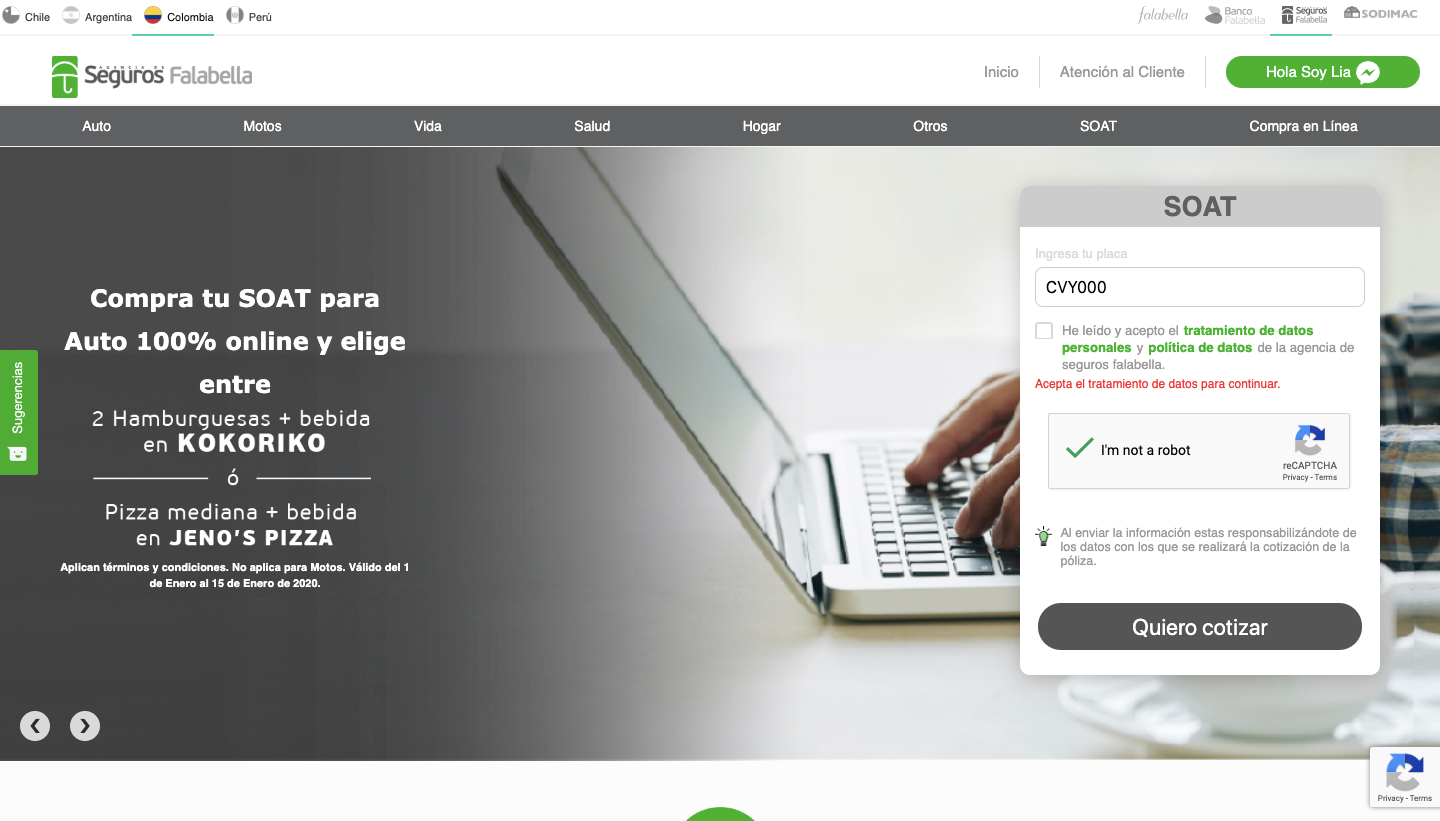 Chile
Argentina
Colombia
Perú
falabella
Banco
Falabella
Seguros
Falabella
SODIMAC
AGENCIA DE
Seguros Falabella
Inicio
Atención al Cliente
Hola Soy Lia
Auto
Motos
Vida
Salud
Hogar
Otros
SOAT
Compra en Línea
Compra tu SOAT para
Auto 100% online y elige
entre
2 Hamburguesas + bebida
en KOKORIKO
ó
Pizza mediana + bebida
en JENO'S PIZZA
Aplican términos y condiciones. No aplica para Motos. Válido del 1
de Enero al 15 de Enero de 2020.
Sugerencias
SOAT
Ingresa tu placa
CVY000
He leído y acepto el tratamiento de datos
personales y política de datos de la agencia de
seguros falabella.
Acepta el tratamiento de datos para continuar.
I'm not a robot
reCAPTCHA
Privacy - Terms
Al enviar la información estas responsabilizándote de
los datos con los que se realizará la cotización de la
póliza.
Quiero cotizar
Privacy - Terms